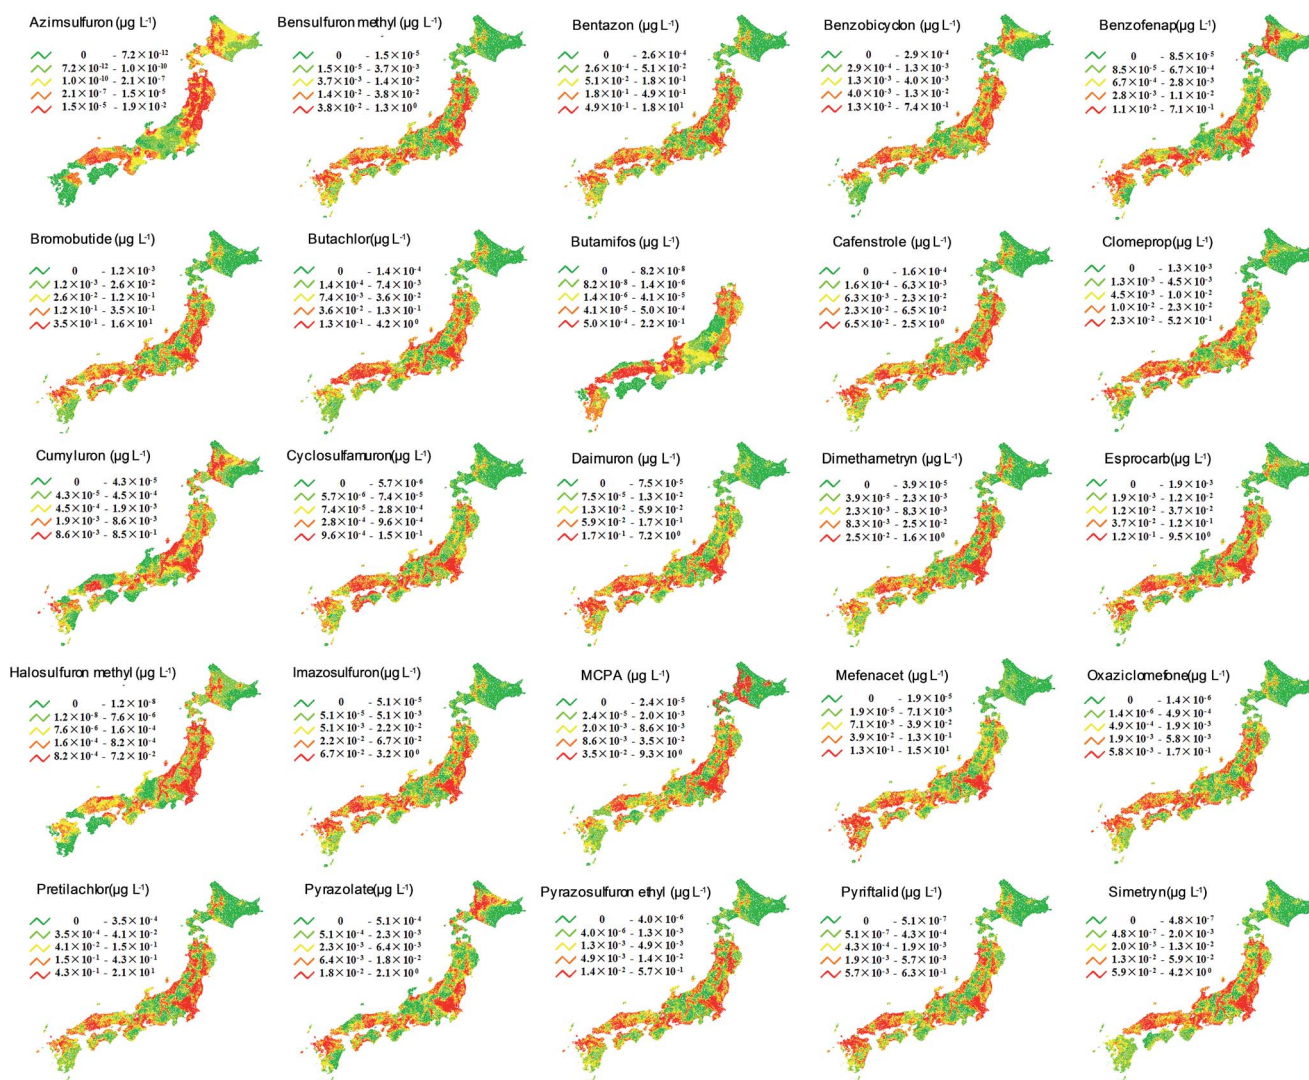 Azimsulfuron (µg L⁻¹)
0 - 7.2×10⁻¹²
7.2×10⁻¹² - 1.0×10⁻¹⁰
1.0×10⁻¹⁰ - 2.1×10⁻⁷
2.1×10⁻⁷ - 1.5×10⁻⁵
1.5×10⁻⁵ - 1.9×10⁻²
Bensulfuron methyl (µg L⁻¹)
0 - 1.5×10⁻⁵
1.5×10⁻⁵ - 3.7×10⁻³
3.7×10⁻³ - 1.4×10⁻²
1.4×10⁻² - 3.8×10⁻²
3.8×10⁻² - 1.3×10⁰
Bentazon (µg L⁻¹)
0 - 2.6×10⁻⁴
2.6×10⁻⁴ - 5.1×10⁻²
5.1×10⁻² - 1.8×10⁻¹
1.8×10⁻¹ - 4.9×10⁻¹
4.9×10⁻¹ - 1.8×10¹
Benzobicyclon (µg L⁻¹)
0 - 2.9×10⁻⁴
2.9×10⁻⁴ - 1.3×10⁻³
1.3×10⁻³ - 4.0×10⁻³
4.0×10⁻³ - 1.3×10⁻²
1.3×10⁻² - 7.4×10⁻¹
Benzofenap(µg L⁻¹)
0 - 8.5×10⁻⁵
8.5×10⁻⁵ - 6.7×10⁻⁴
6.7×10⁻⁴ - 2.8×10⁻³
2.8×10⁻³ - 1.1×10⁻²
1.1×10⁻² - 7.1×10⁻¹
Bromobutide (µg L⁻¹)
0 - 1.2×10⁻³
1.2×10⁻³ - 2.6×10⁻²
2.6×10⁻² - 1.2×10⁻¹
1.2×10⁻¹ - 3.5×10⁻¹
3.5×10⁻¹ - 1.6×10¹
Butachlor(µg L⁻¹)
0 - 1.4×10⁻⁴
1.4×10⁻⁴ - 7.4×10⁻³
7.4×10⁻³ - 3.6×10⁻²
3.6×10⁻² - 1.3×10⁻¹
1.3×10⁻¹ - 4.2×10⁰
Butamifos (µg L⁻¹)
0 - 8.2×10⁻⁸
8.2×10⁻⁸ - 1.4×10⁻⁶
1.4×10⁻⁶ - 4.1×10⁻⁵
4.1×10⁻⁵ - 5.0×10⁻⁴
5.0×10⁻⁴ - 2.2×10⁻¹
Cafenstrole (µg L⁻¹)
0 - 1.6×10⁻⁴
1.6×10⁻⁴ - 6.3×10⁻³
6.3×10⁻³ - 2.3×10⁻²
2.3×10⁻² - 6.5×10⁻²
6.5×10⁻² - 2.5×10⁰
Clomeprop(µg L⁻¹)
0 - 1.3×10⁻³
1.3×10⁻³ - 4.5×10⁻³
4.5×10⁻³ - 1.0×10⁻²
1.0×10⁻² - 2.3×10⁻²
2.3×10⁻² - 5.2×10⁻¹
Cumyluron (µg L⁻¹)
0 - 4.3×10⁻⁵
4.3×10⁻⁵ - 4.5×10⁻⁴
4.5×10⁻⁴ - 1.9×10⁻³
1.9×10⁻³ - 8.6×10⁻³
8.6×10⁻³ - 8.5×10⁻¹
Cyclosulfamuron(µg L⁻¹)
0 - 5.7×10⁻⁶
5.7×10⁻⁶ - 7.4×10⁻⁵
7.4×10⁻⁵ - 2.8×10⁻⁴
2.8×10⁻⁴ - 9.6×10⁻⁴
9.6×10⁻⁴ - 1.5×10⁻¹
Daimuron (µg L⁻¹)
0 - 7.5×10⁻⁵
7.5×10⁻⁵ - 1.3×10⁻²
1.3×10⁻² - 5.9×10⁻²
5.9×10⁻² - 1.7×10⁻¹
1.7×10⁻¹ - 7.2×10⁰
Dimethametryn (µg L⁻¹)
0 - 3.9×10⁻⁵
3.9×10⁻⁵ - 2.3×10⁻³
2.3×10⁻³ - 8.3×10⁻³
8.3×10⁻³ - 2.5×10⁻²
2.5×10⁻² - 1.6×10⁰
Esprocarb(µg L⁻¹)
0 - 1.9×10⁻³
1.9×10⁻³ - 1.2×10⁻²
1.2×10⁻² - 3.7×10⁻²
3.7×10⁻² - 1.2×10⁻¹
1.2×10⁻¹ - 9.5×10⁰
Halosulfuron methyl (µg L⁻¹)
0 - 1.2×10⁻⁸
1.2×10⁻⁸ - 7.6×10⁻⁶
7.6×10⁻⁶ - 1.6×10⁻⁴
1.6×10⁻⁴ - 8.2×10⁻⁴
8.2×10⁻⁴ - 7.2×10⁻²
Imazosulfuron(µg L⁻¹)
0 - 5.1×10⁻⁵
5.1×10⁻⁵ - 5.1×10⁻³
5.1×10⁻³ - 2.2×10⁻²
2.2×10⁻² - 6.7×10⁻²
6.7×10⁻² - 3.2×10⁰
MCPA (µg L⁻¹)
0 - 2.4×10⁻⁵
2.4×10⁻⁵ - 2.0×10⁻³
2.0×10⁻³ - 8.6×10⁻³
8.6×10⁻³ - 3.5×10⁻²
3.5×10⁻² - 9.3×10⁰
Mefenacet (µg L⁻¹)
0 - 1.9×10⁻⁵
1.9×10⁻⁵ - 7.1×10⁻³
7.1×10⁻³ - 3.9×10⁻²
3.9×10⁻² - 1.3×10⁻¹
1.3×10⁻¹ - 1.5×10¹
Oxaziclomefone(µg L⁻¹)
0 - 1.4×10⁻⁶
1.4×10⁻⁶ - 4.9×10⁻⁴
4.9×10⁻⁴ - 1.9×10⁻³
1.9×10⁻³ - 5.8×10⁻³
5.8×10⁻³ - 1.7×10⁻¹
Pretilachlor(µg L⁻¹)
0 - 3.5×10⁻⁴
3.5×10⁻⁴ - 4.1×10⁻²
4.1×10⁻² - 1.5×10⁻¹
1.5×10⁻¹ - 4.3×10⁻¹
4.3×10⁻¹ - 2.1×10¹
Pyrazolate(µg L⁻¹)
0 - 5.1×10⁻⁴
5.1×10⁻⁴ - 2.3×10⁻³
2.3×10⁻³ - 6.4×10⁻³
6.4×10⁻³ - 1.8×10⁻²
1.8×10⁻² - 2.1×10⁰
Pyrazosulfuron ethyl (µg L⁻¹)
0 - 4.0×10⁻⁶
4.0×10⁻⁶ - 1.3×10⁻³
1.3×10⁻³ - 4.9×10⁻³
4.9×10⁻³ - 1.4×10⁻²
1.4×10⁻² - 5.7×10⁻¹
Pyriftalid (µg L⁻¹)
0 - 5.1×10⁻⁷
5.1×10⁻⁷ - 4.3×10⁻⁴
4.3×10⁻⁴ - 1.9×10⁻³
1.9×10⁻³ - 5.7×10⁻³
5.7×10⁻³ - 6.3×10⁻¹
Simetryn(µg L⁻¹)
0 - 4.8×10⁻⁷
4.8×10⁻⁷ - 2.0×10⁻³
2.0×10⁻³ - 1.3×10⁻²
1.3×10⁻² - 5.9×10⁻²
5.9×10⁻² - 4.2×10⁰